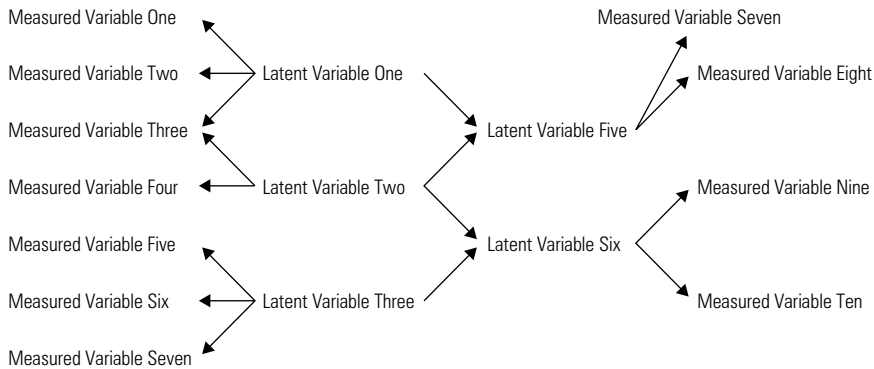 Measured Variable One
Measured Variable Seven
Measured Variable Two
Latent Variable One
Measured Variable Eight
Measured Variable Three
Latent Variable Five
Measured Variable Four
Latent Variable Two
Measured Variable Nine
Measured Variable Five
Latent Variable Six
Measured Variable Six
Latent Variable Three
Measured Variable Ten
Measured Variable Seven